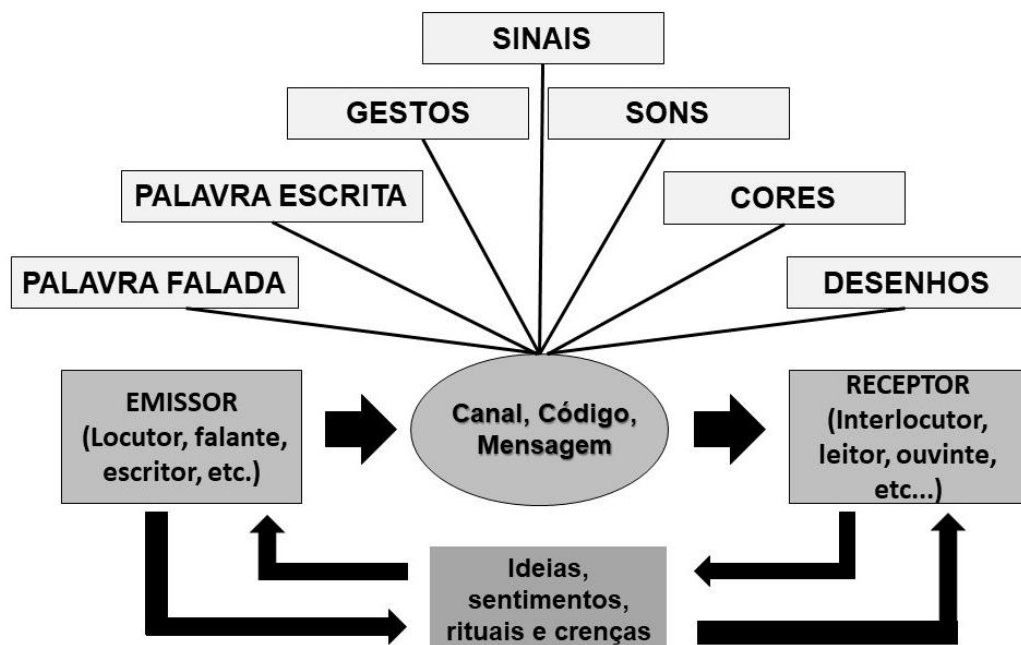 SINAIS
GESTOS
SONS
PALAVRA ESCRITA
CORES
PALAVRA FALADA
DESENHOS
EMISSOR
(Locutor, falante,
escritor, etc.)
Canal, Código,
Mensagem
RECEPTOR
(Interlocutor,
leitor, ouvinte,
etc...)
Ideias,
sentimentos,
rituais e crenças